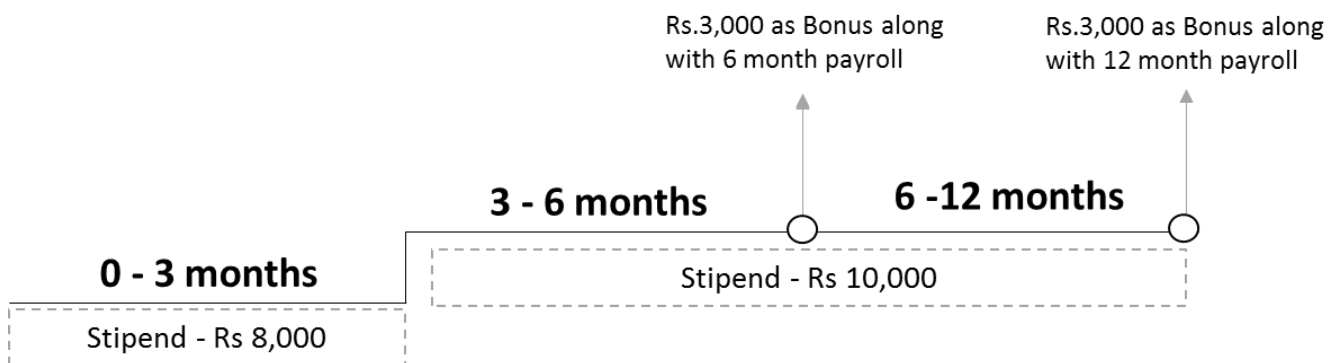 Rs.3,000 as Bonus along
with 6 month payroll
Rs.3,000 as Bonus along
with 12 month payroll
3 - 6 months
6 -12 months
0 - 3 months
Stipend - Rs 10,000
Stipend - Rs 8,000